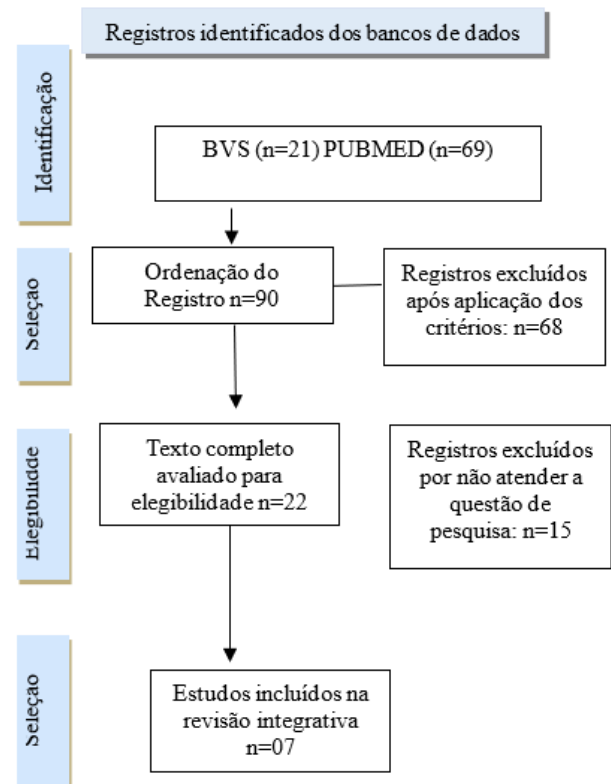 Registros identificados dos bancos de dados
Identificação
BVS (n=21) PUBMED (n=69)
Seleção
Ordenação do
Registro n=90
Registros excluídos
após aplicação dos
critérios: n=68
Elegibilidde
Texto completo
avaliado para
elegibilidade n=22
Registros excluídos
por não atender a
questão de
pesquisa: n=15
Seleção
Estudos incluídos na
revisão integrativa
n=07